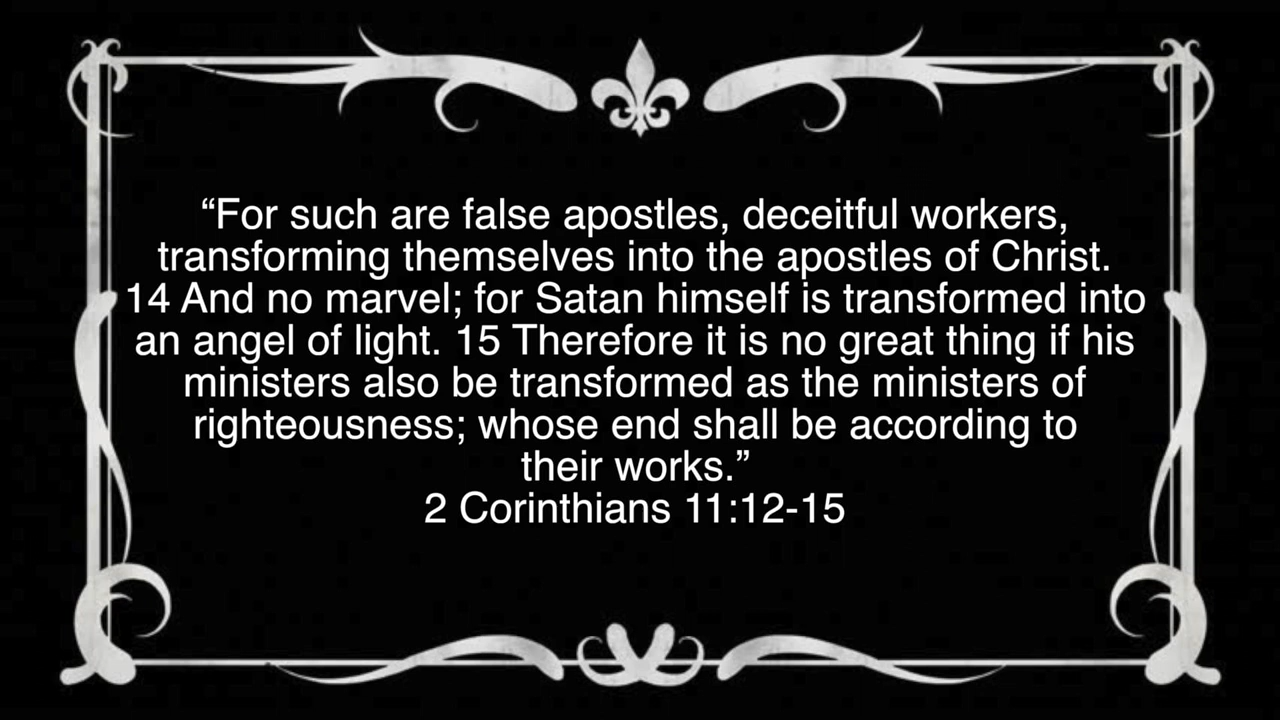 “For such are false apostles, deceitful workers,
transforming themselves into the apostles of Christ.
14 And no marvel; for Satan himself is transformed into
an angel of light. 15 Therefore it is no great thing if his
ministers also be transformed as the ministers of
righteousness; whose end shall be according to
their works.”
2 Corinthians 11:12-15